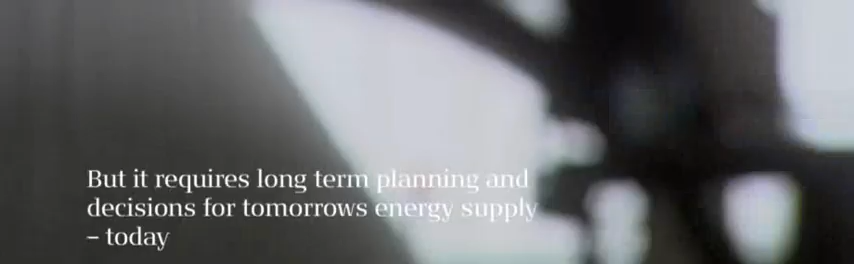 But it requires long term planning and
decisions for tomorrows energy supply
– today